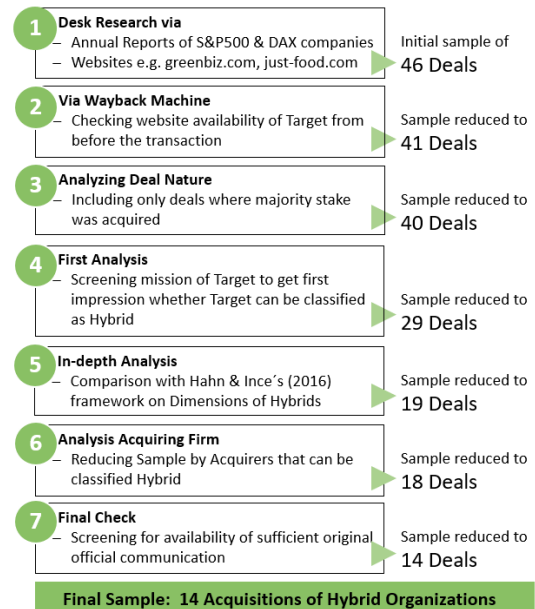 1
Desk Research via
– Annual Reports of S&P500 & DAX companies
– Websites e.g. greenbiz.com, just-food.com
Initial sample of
46 Deals
2
Via Wayback Machine
– Checking website availability of Target from
before the transaction
Sample reduced to
41 Deals
3
Analyzing Deal Nature
– Including only deals where majority stake
was acquired
Sample reduced to
40 Deals
4
First Analysis
– Screening mission of Target to get first
impression whether Target can be classified
as Hybrid
Sample reduced to
29 Deals
5
In-depth Analysis
– Comparison with Hahn & Ince´s (2016)
framework on Dimensions of Hybrids
Sample reduced to
19 Deals
6
Analysis Acquiring Firm
– Reducing Sample by Acquirers that can be
classified Hybrid
Sample reduced to
18 Deals
7
Final Check
– Screening for availability of sufficient original
official communication
Sample reduced to
14 Deals
Final Sample: 14 Acquisitions of Hybrid Organizations